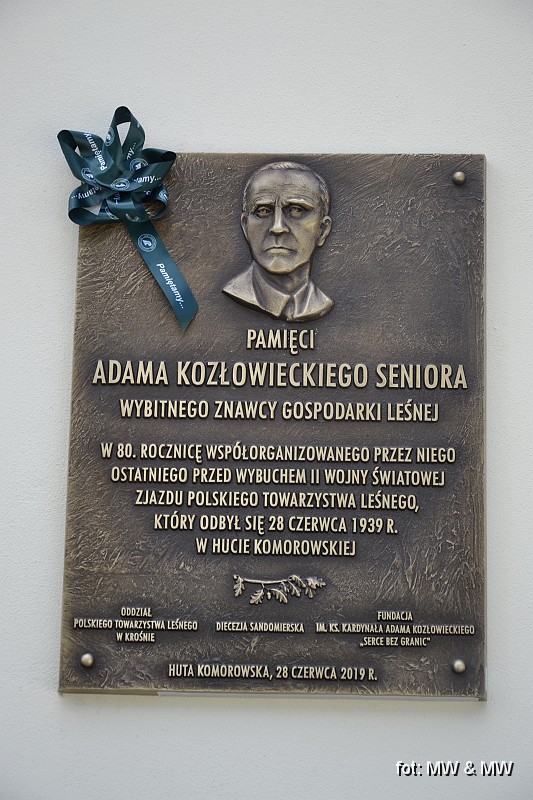 Pamiętamy...
Pamiętamy...
PAMIĘCI
ADAMA KOZŁOWIECKIEGO SENIORA
WYBITNEGO ZNAWCY GOSPODARKI LEŚNEJ
W 80. ROCZNICĘ WSPÓŁORGANIZOWANEGO PRZEZ NIEGO
OSTATNIEGO PRZED WYBUCHEM II WOJNY ŚWIATOWEJ
ZJAZDU POLSKIEGO TOWARZYSTWA LEŚNEGO,
KTÓRY ODBYŁ SIĘ 28 CZERWCA 1939 R.
W HUCIE KOMOROWSKIEJ
ODDZIAŁ
POLSKIEGO TOWARZYSTWA LEŚNEGO
W KROŚNIE
DIECEZJA SANDOMIERSKA
FUNDACJA
IM. KS. KARDYNAŁA ADAMA KOZŁOWIECKIEGO
„SERCE BEZ GRANIC"
HUTA KOMOROWSKA, 28 CZERWCA 2019 R.
fot: MW & MW